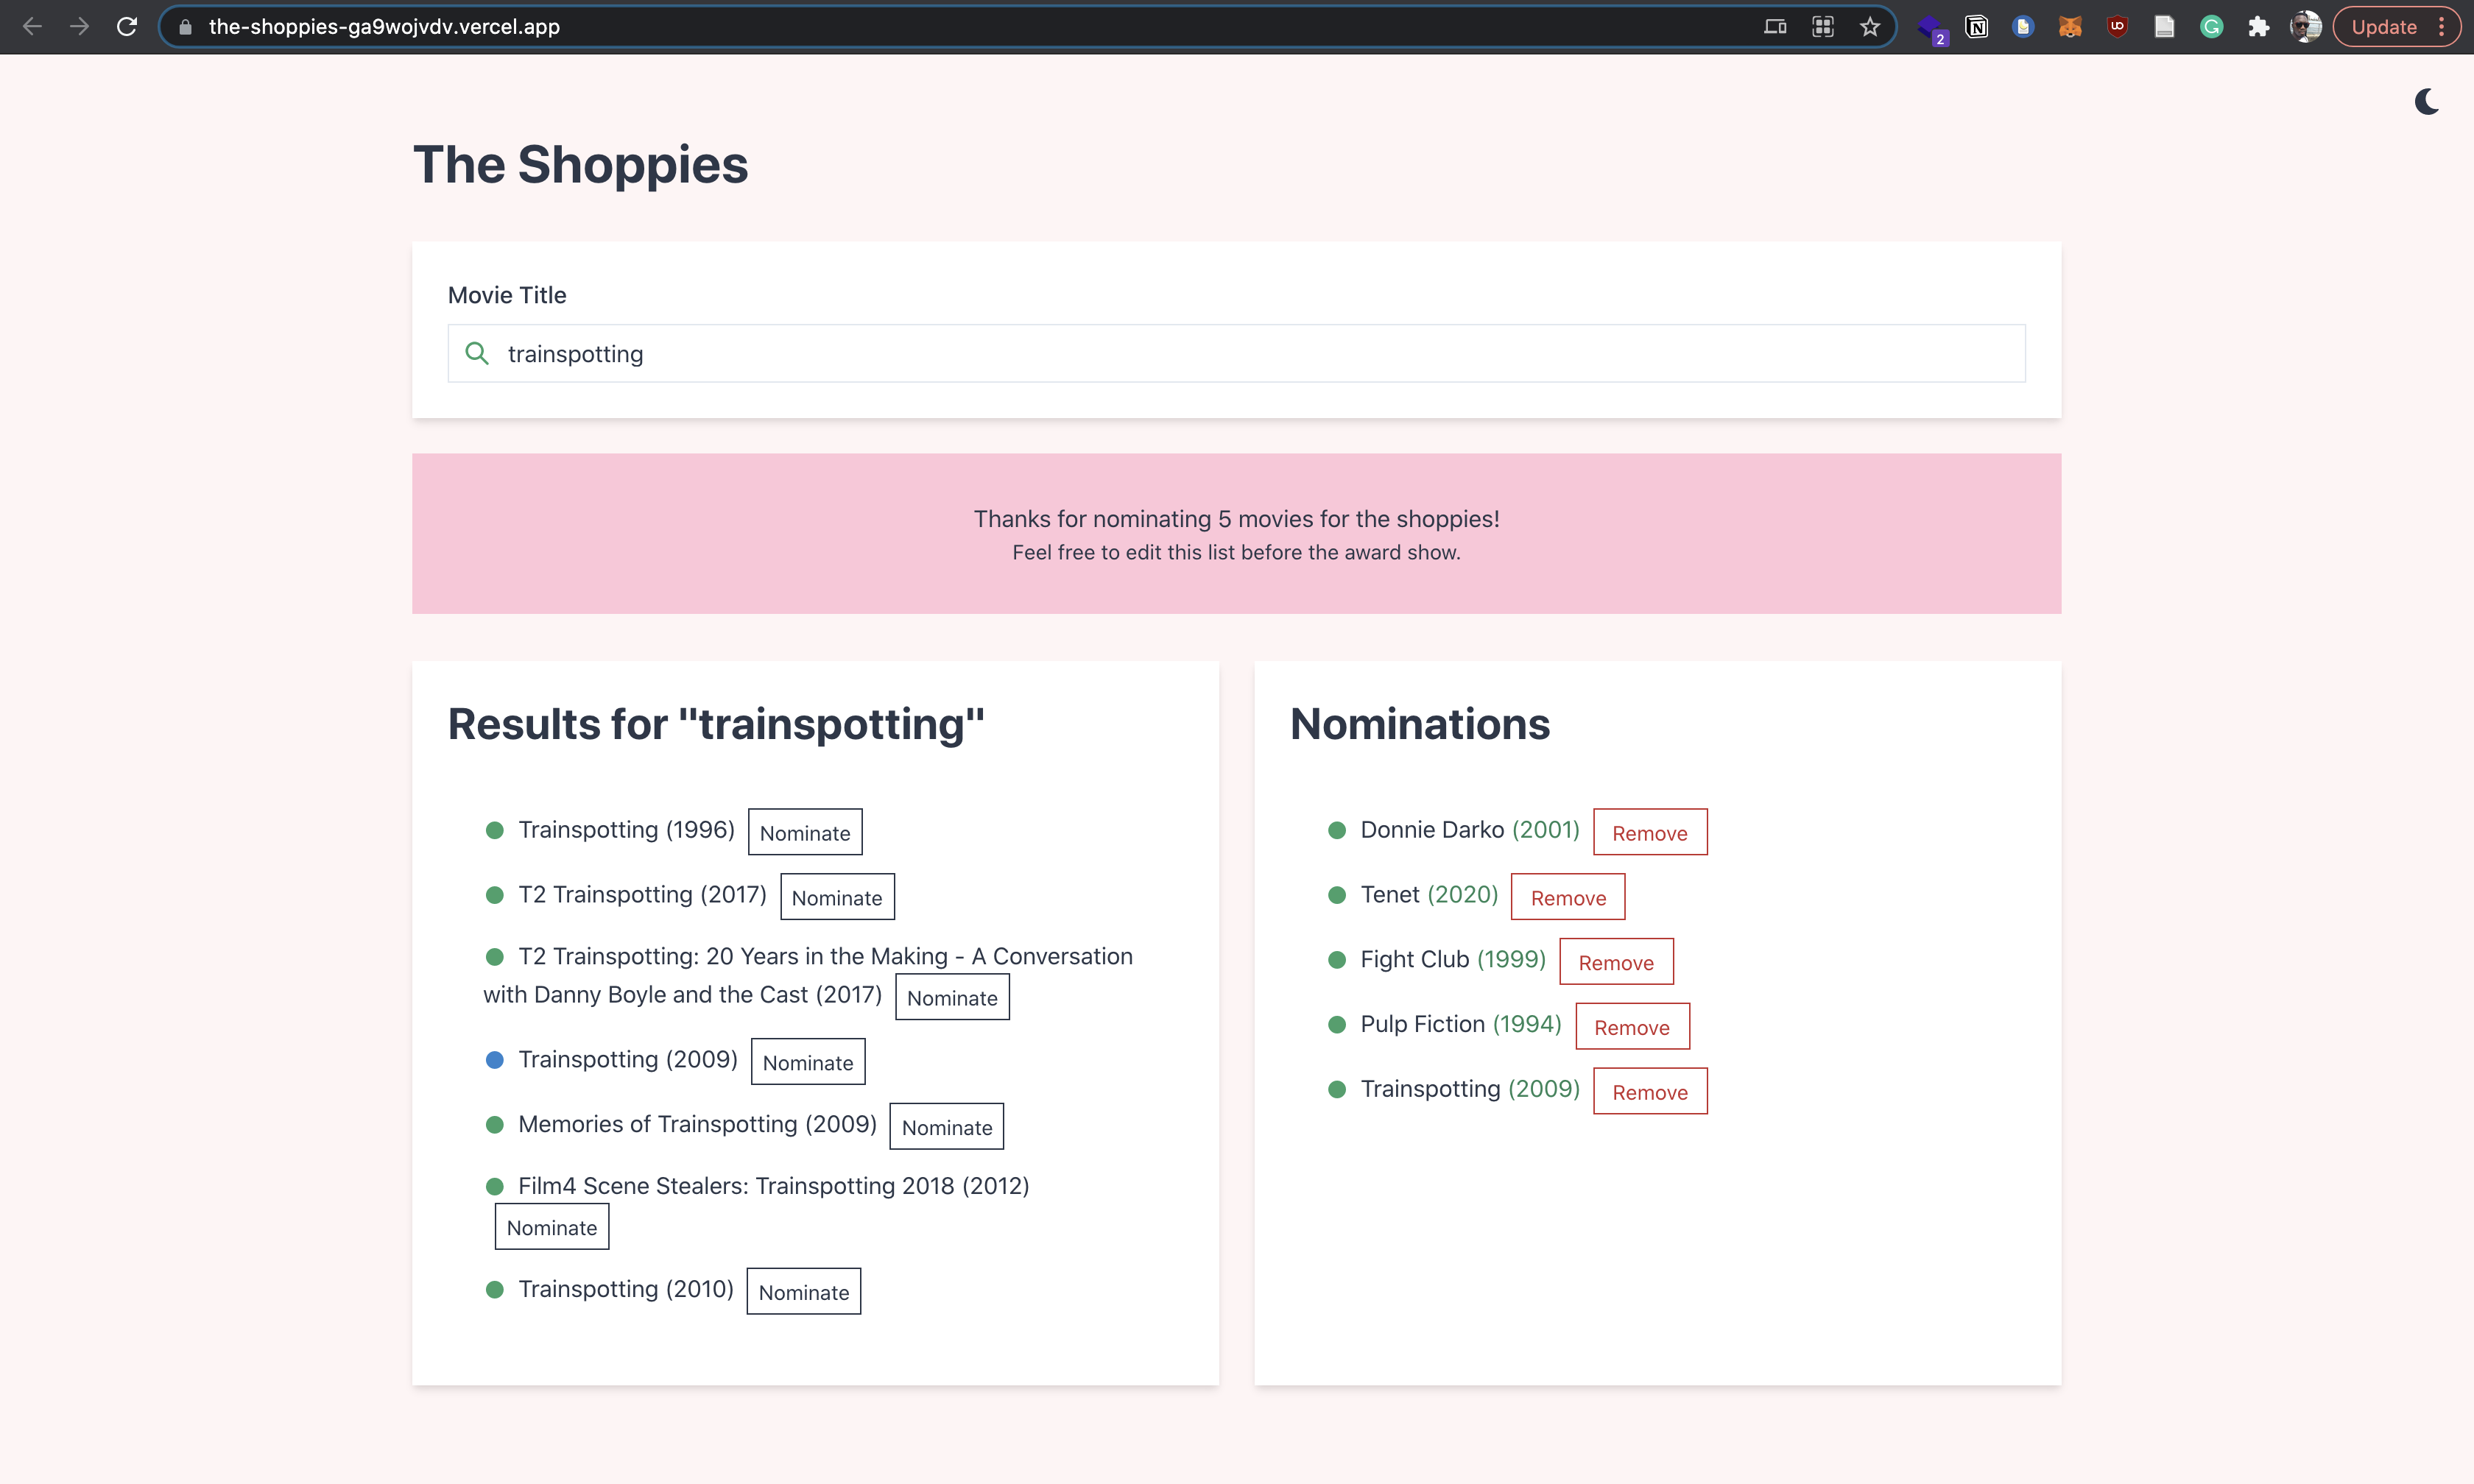 the-shoppies-ga9wojvdv.vercel.app
2
Update
The Shoppies
Movie Title
trainspotting
Thanks for nominating 5 movies for the shoppies!
Feel free to edit this list before the award show.
Results for "trainspotting"
Trainspotting (1996) Nominate
T2 Trainspotting (2017) Nominate
T2 Trainspotting: 20 Years in the Making - A Conversation
with Danny Boyle and the Cast (2017) Nominate
Trainspotting (2009) Nominate
Memories of Trainspotting (2009) Nominate
Film4 Scene Stealers: Trainspotting 2018 (2012)
Nominate
Trainspotting (2010) Nominate
Nominations
Donnie Darko (2001) Remove
Tenet (2020) Remove
Fight Club (1999) Remove
Pulp Fiction (1994) Remove
Trainspotting (2009) Remove